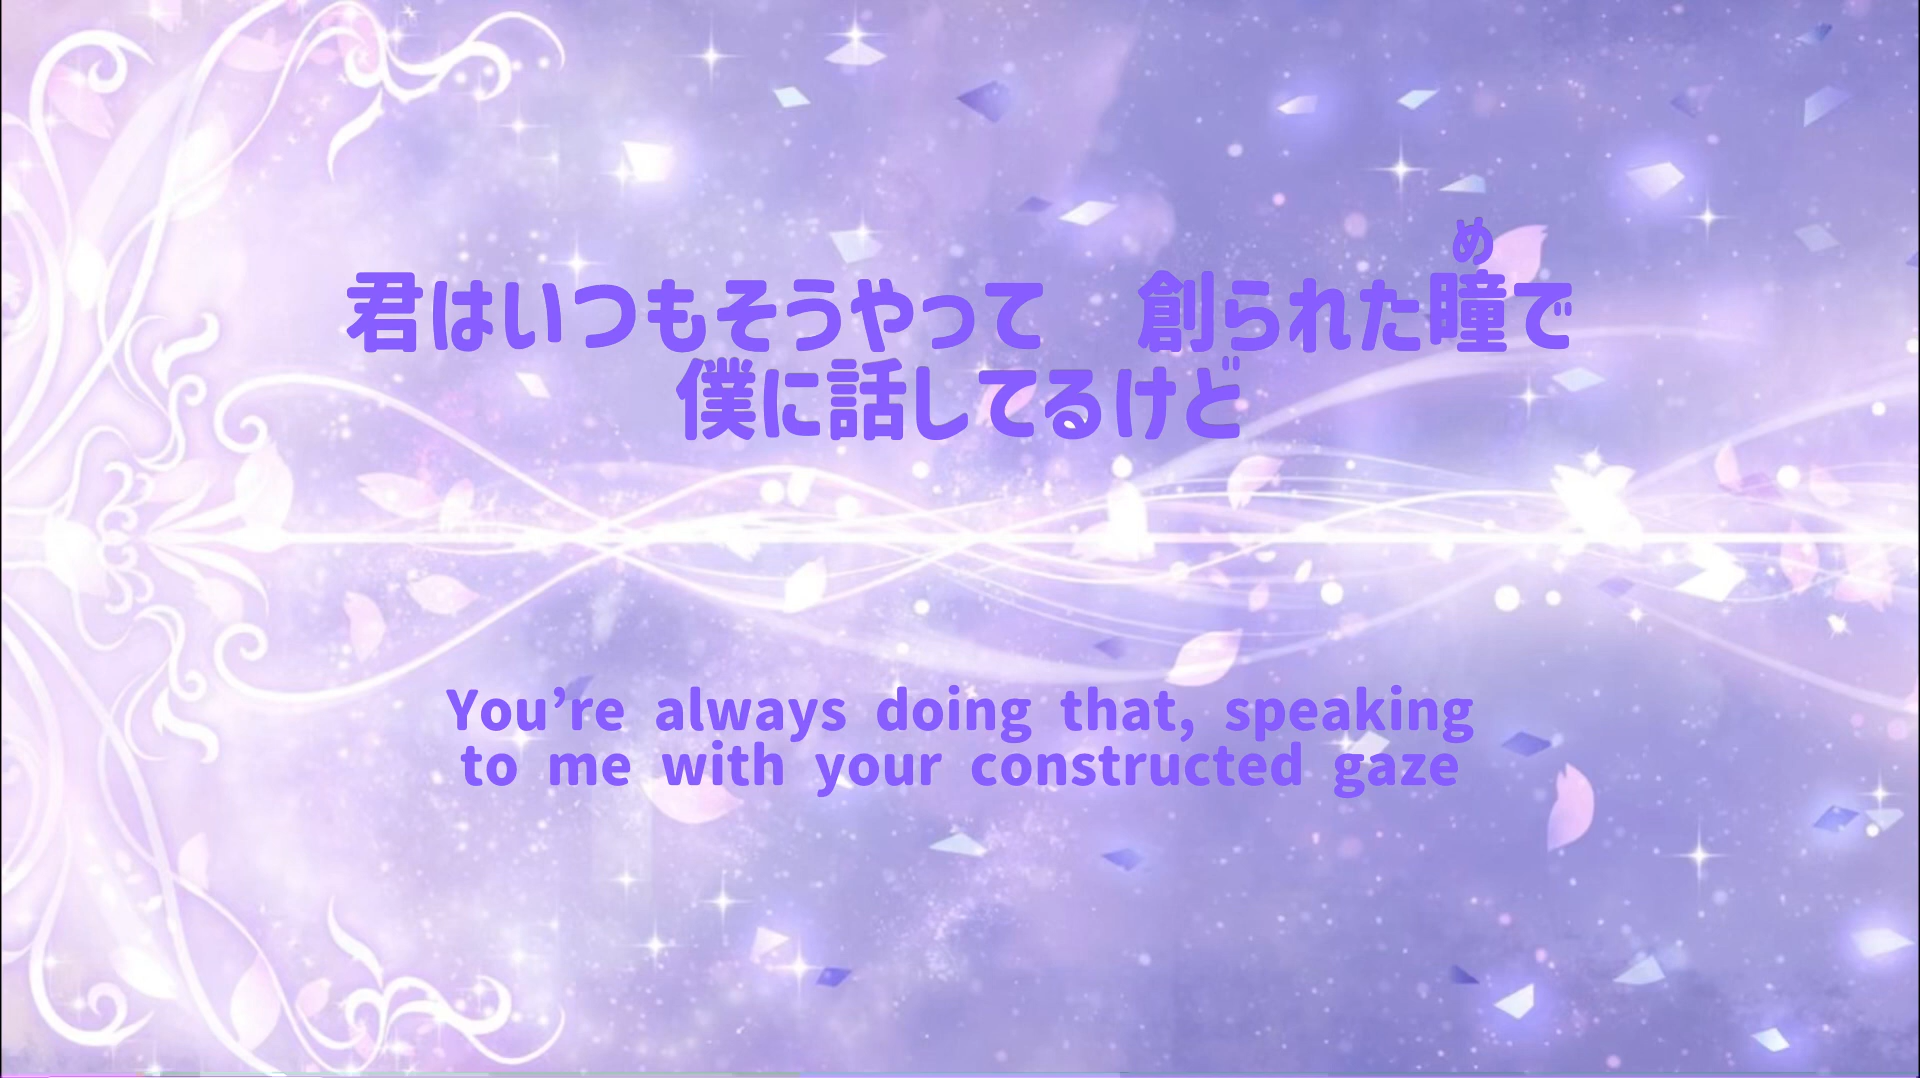 め
君はいつもそうやって　創られた瞳で
僕に話してるけど
You’re always doing that, speaking
to me with your constructed gaze